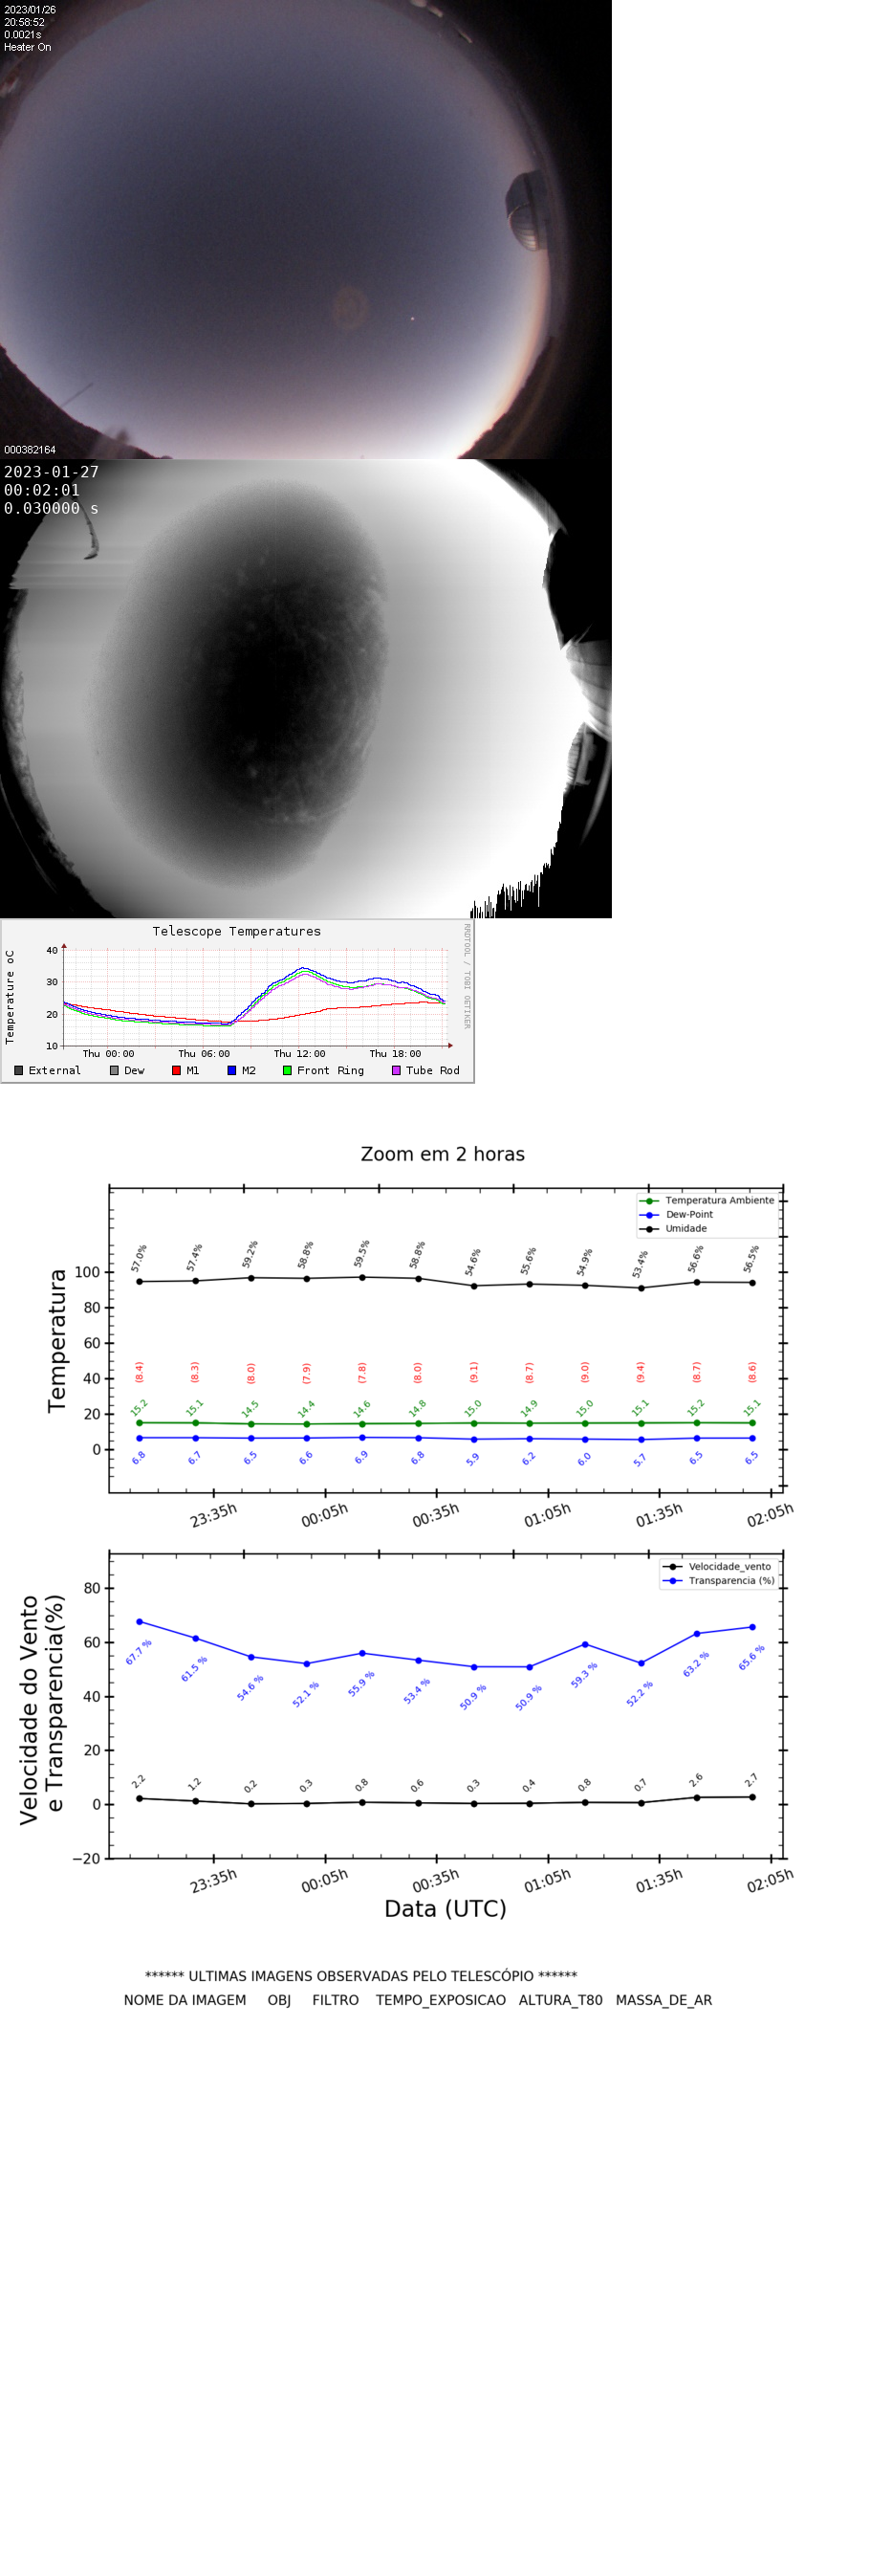 2023/01/26
20:58:52
0.0021s
Heater On
000382164
2023-01-27
00:02:01
0.030000 s
Telescope Temperatures
Temperature oC
40
30
20
10
Thu 00:00 Thu 06:00 Thu 12:00 Thu 18:00
External Dew M1 M2 Front Ring Tube Rod
RRDTOOL / TOBI OETIKER
Zoom em 2 horas
Temperatura Ambiente
Dew-Point
Umidade
Temperatura
100
80
60
40
20
0
57.0% 57.4% 59.2% 58.8% 59.5% 58.8% 54.6% 55.6% 54.9% 53.4% 56.6% 56.5%
(8.4) (8.3) (8.0) (7.9) (7.8) (8.0) (9.1) (8.7) (9.0) (9.4) (8.7) (8.6)
15.2 15.1 14.5 14.4 14.6 14.8 15.0 14.9 15.0 15.1 15.2 15.1
6.8 6.7 6.5 6.6 6.9 6.8 5.9 6.2 6.0 5.7 6.5 6.5
23:35h 00:05h 00:35h 01:05h 01:35h 02:05h
Velocidade_vento
Transparencia (%)
Velocidade do Vento
e Transparencia(%)
80
60
40
20
0
−20
67.7 % 61.5 % 54.6 % 52.1 % 55.9 % 53.4 % 50.9 % 50.9 % 59.3 % 52.2 % 63.2 % 65.6 %
2.2 1.2 0.2 0.3 0.8 0.6 0.3 0.4 0.8 0.7 2.6 2.7
23:35h 00:05h 00:35h 01:05h 01:35h 02:05h
Data (UTC)
****** ULTIMAS IMAGENS OBSERVADAS PELO TELESCÓPIO ******
NOME DA IMAGEM OBJ FILTRO TEMPO_EXPOSICAO ALTURA_T80 MASSA_DE_AR